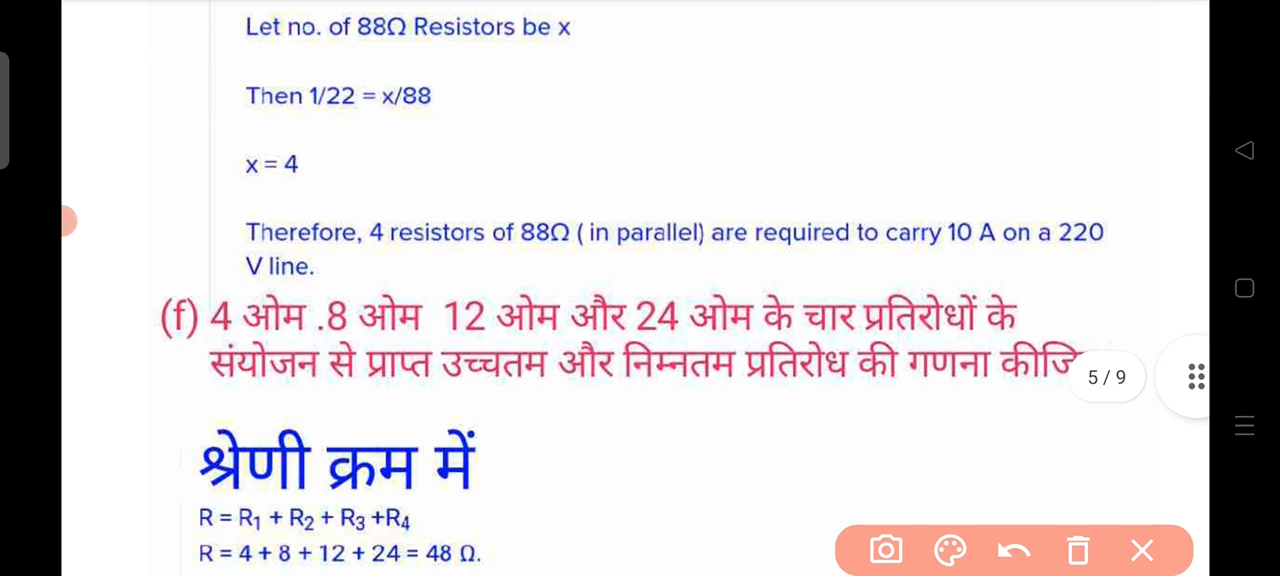 Let no. of 88Ω Resistors be x
Then 1/22 = x/88
x = 4
Therefore, 4 resistors of 88Ω ( in parallel) are required to carry 10 A on a 220
V line.
(f) 4 ओम .8 ओम 12 ओम और 24 ओम के चार प्रतिरोधों के
संयोजन से प्राप्त उच्चतम और निम्नतम प्रतिरोध की गणना
5 / 9
श्रेणी क्रम में
R = R₁ + R₂ + R₃ +R₄
R = 4 + 8 + 12 + 24 = 48 Ω.